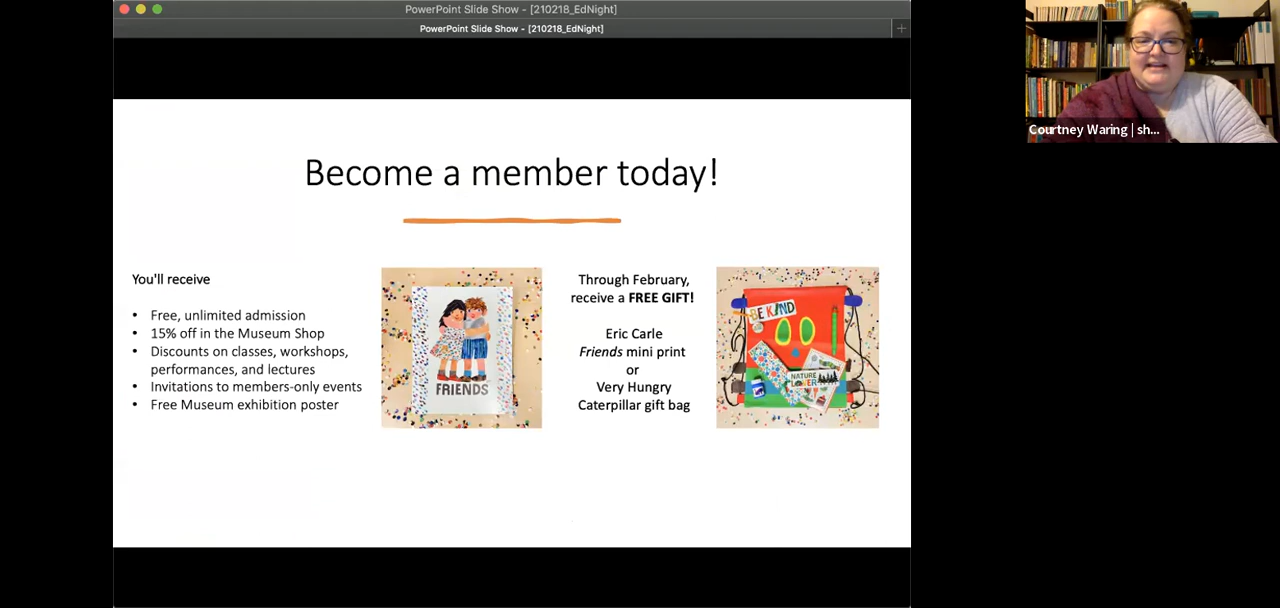 PowerPoint Slide Show - [210218_EdNight]
PowerPoint Slide Show - [210218_EdNight]
Become a member today!
You'll receive
• Free, unlimited admission
• 15% off in the Museum Shop
• Discounts on classes, workshops,
performances, and lectures
• Invitations to members-only events
• Free Museum exhibition poster
FRIENDS
Through February,
receive a FREE GIFT!
Eric Carle
Friends mini print
or
Very Hungry
Caterpillar gift bag
BE KIND
NATURE
LOVER
Courtney Waring | sh...